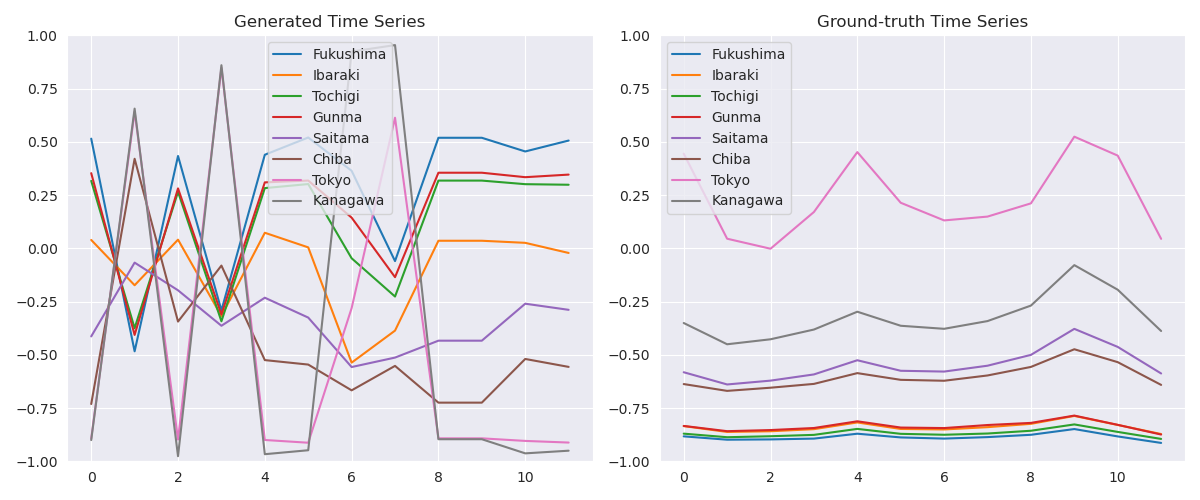 Generated Time Series
1.00
0.75
0.50
0.25
0.00
−0.25
−0.50
−0.75
−1.00
0 2 4 6 8 10
Fukushima
Ibaraki
Tochigi
Gunma
Saitama
Chiba
Tokyo
Kanagawa
Ground-truth Time Series
1.00
0.75
0.50
0.25
0.00
−0.25
−0.50
−0.75
−1.00
0 2 4 6 8 10
Fukushima
Ibaraki
Tochigi
Gunma
Saitama
Chiba
Tokyo
Kanagawa